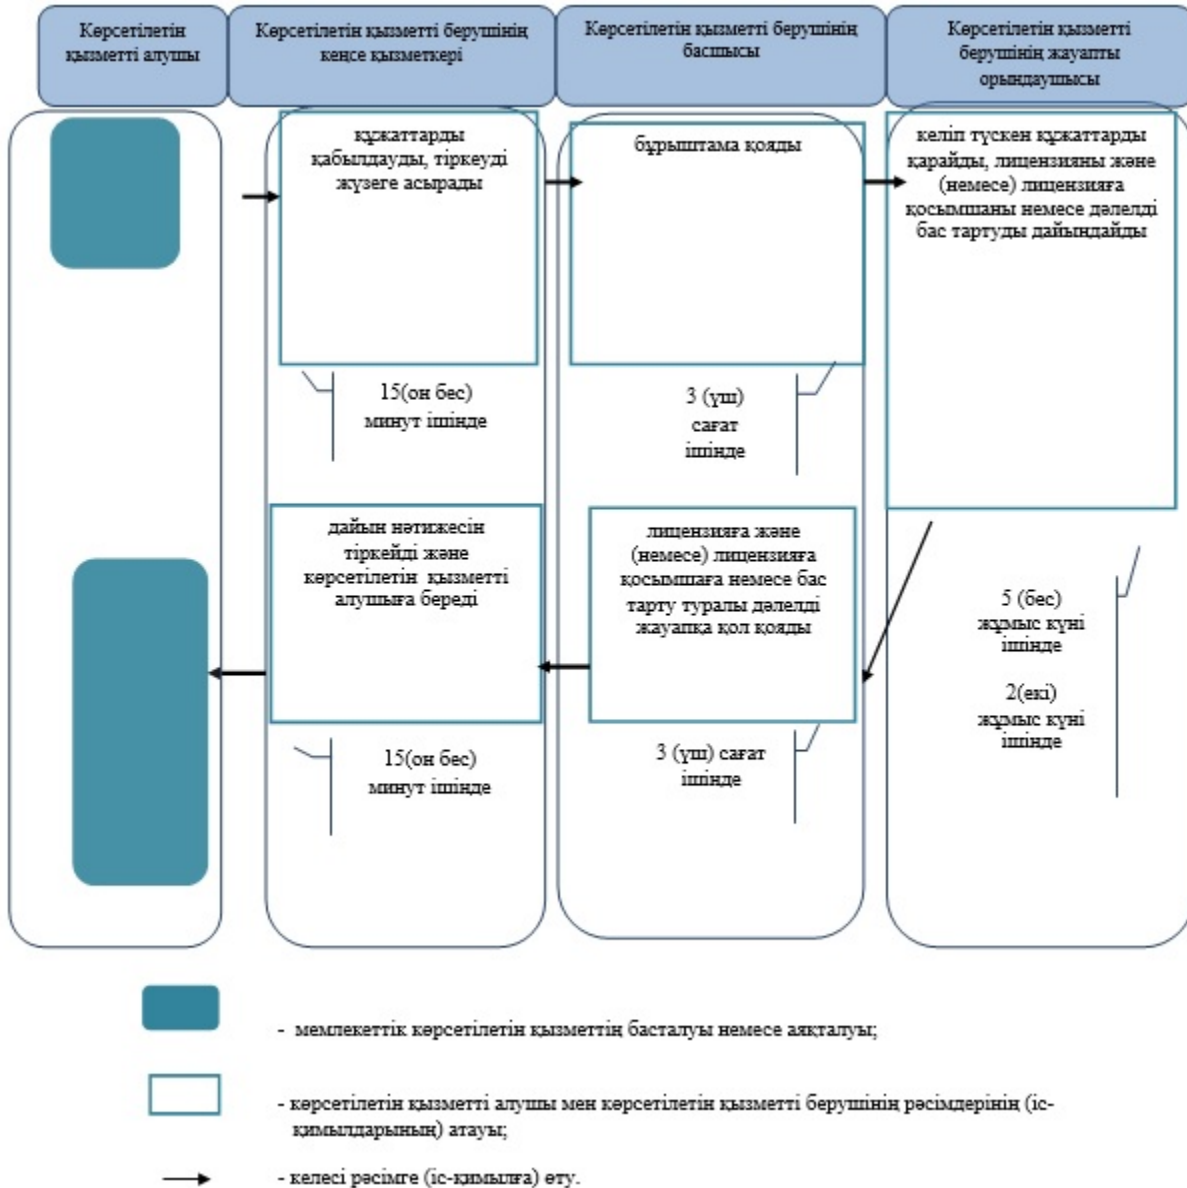 Көрсетілетін
қызметті алушы
Көрсетілетін қызметті берушінің
кеңсе қызметкері
Көрсетілетін қызметті берушінің
басшысы
Көрсетілетін қызметті
берушінің жауапты
орындаушысы
құжаттарды
қабылдауды, тіркеуді
жүзеге асырады
бұрыштама қояды
келіп түскен құжаттарды
қарайды, лицензияны және
(немесе) лицензияға
қосымшаны немесе дәлелді
бас тартуды дайындайды
15(он бес)
минут ішінде
3 (үш)
сағат
ішінде
дайын нәтижесін
тіркейді және
көрсетілетін қызметті
алушыға береді
лицензияға және
(немесе) лицензияға
қосымшаға немесе бас
тарту туралы дәлелді
жауапқа қол қояды
5 (бес)
жұмыс күні
ішінде
2(екі)
жұмыс күні
ішінде
15(он бес)
минут ішінде
3 (үш) сағат
ішінде
- мемлекеттік көрсетілетін қызметтің басталуы немесе аяқталуы;
- көрсетілетін қызметті алушы мен көрсетілетін қызметті берушінің рәсімдерінің (іс-
қимылдарының) атауы;
- келесі рәсімге (іс-қимылға) өту.